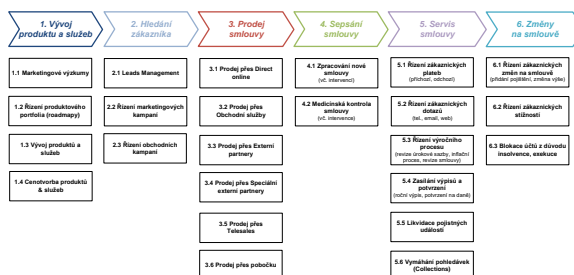 1. Vývoj
produktu a služeb
2. Hledání
zákazníka
3. Prodej
smlouvy
4. Sepsání
smlouvy
5. Servis
smlouvy
6. Změny
na smlouvě
1.1 Marketingové výzkumy
1.2 Řízení produktového
portfolia (roadmapy)
1.3 Vývoj produktů a
služeb
1.4 Cenotvorba produktů
& služeb
2.1 Leads Management
2.2 Řízení marketingových
kampaní
2.3 Řízení obchodních
kampaní
3.1 Prodej přes Direct
online
3.2 Prodej přes
Obchodní služby
3.3 Prodej přes Externí
partnery
3.4 Prodej přes Speciální
externí partnery
3.5 Prodej přes
Telesales
3.6 Prodej přes pobočku
4.1 Zpracování nové
smlouvy
(vč. intervencí)
4.2 Medicinská kontrola
smlouvy
(vč. intervence)
5.1 Řízení zákaznických
plateb
(příchozí, odchozí)
5.2 Řízení zákaznických
dotazů
(tel., email, web)
5.3 Řízení výročního
procesu
(revize úrokové sazby, inflační
proces, revize smlouvy)
5.4 Zasílání výpisů a
potvrzení
(roční výpisy, potvrzení na daně)
5.5 Likvidace pojistných
událostí
5.6 Vymáhání pohledávek
(Collections)
6.1 Řízení zákaznických
změn na smlouvě
(přidání pojištění, změna výše)
6.2 Řízení zákaznických
stížností
6.3 Blokace účtů z důvodu
insolvence, exekuce